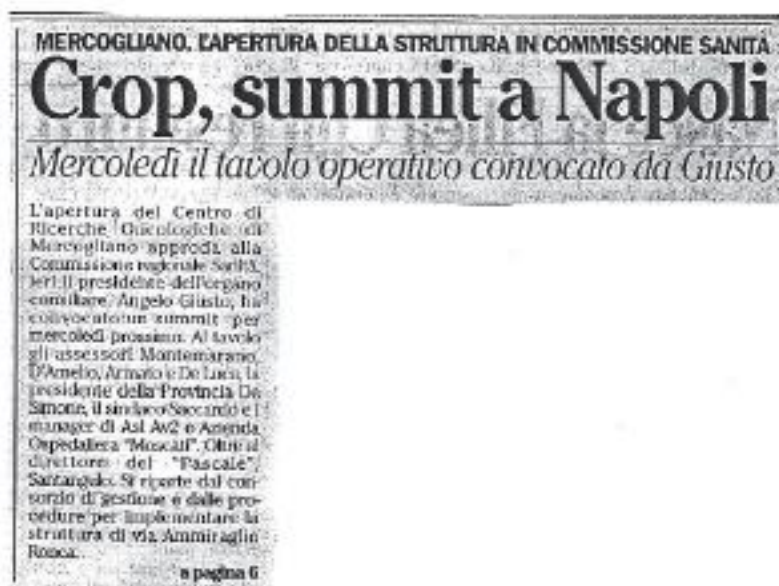 MERCOGLIANO. L'APERTURA DELLA STRUTTURA IN COMMISSIONE SANITÀ
Crop, summit a Napoli
Mercoledì il tavolo operativo convocato da Giusto
L'apertura del Centro di
Ricerche Oncologiche di
Mercogliano approda alla
Commissione regionale Sanità.
Ieri il presidente dell'organo
consiliare, Angelo Giusto, ha
convocato un summit per
mercoledì prossimo. Al tavolo
gli assessori Montemarano,
D'Amelio, Armato e De Luca, la
presidente della Provincia De
Simone, il sindaco Saccardo e i
manager di Asl Av2 e Azienda
Ospedaliera "Moscati". Oltre al
direttore del "Pascale",
Santangelo. Si riparte dal con-
sorzio di gestione e dalle pro-
cedure per implementare la
struttura di via Ammiraglio
Ronca.
a pagina 6